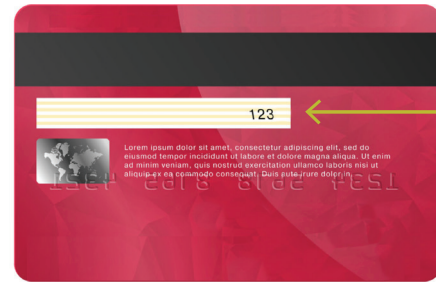 123
Lorem ipsum dolor sit amet, consectetur adipiscing elit, sed do
eiusmod tempor incididunt ut labore et dolore magna aliqua. Ut enim
ad minim veniam, quis nostrud exercitation ullamco laboris nisi ut
aliquip ex ea commodo consequat. Duis aute irure dolor in